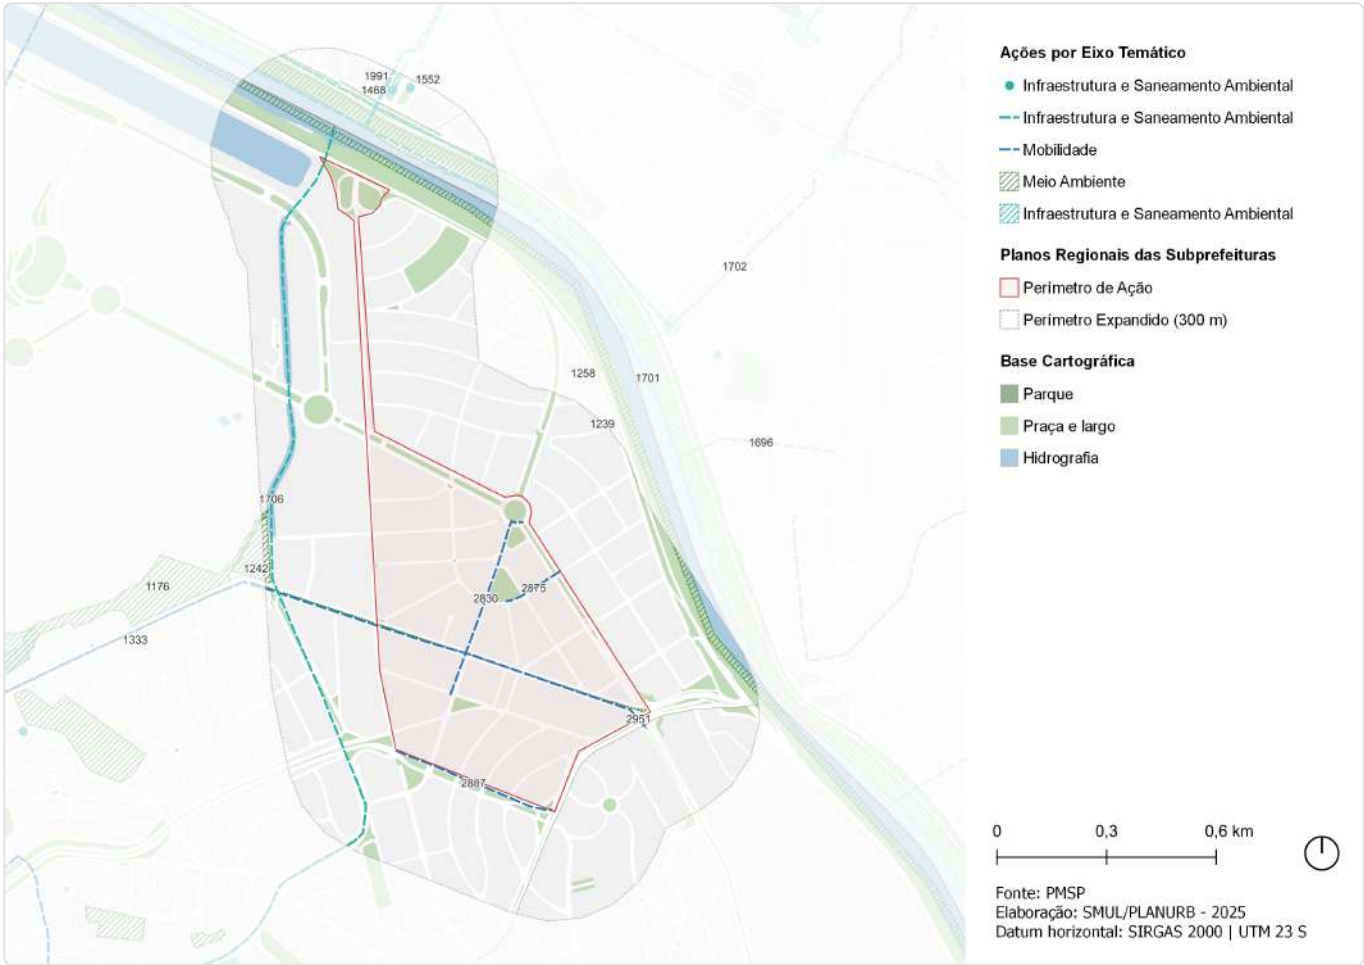 1991
1468
1552
1702
1258
1701
1239
1696
1706
1242
1176
1333
2830
2875
2951
2887
Ações por Eixo Temático
Infraestrutura e Saneamento Ambiental
Infraestrutura e Saneamento Ambiental
Mobilidade
Meio Ambiente
Infraestrutura e Saneamento Ambiental
Planos Regionais das Subprefeituras
Perímetro de Ação
Perímetro Expandido (300 m)
Base Cartográfica
Parque
Praça e largo
Hidrografia
0 0,3 0,6 km
Fonte: PMSP
Elaboração: SMUL/PLANURB - 2025
Datum horizontal: SIRGAS 2000 | UTM 23 S